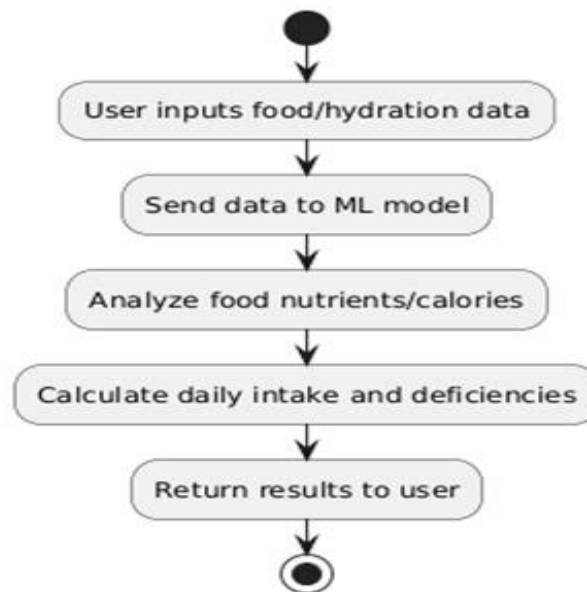 User inputs food/hydration data
Send data to ML model
Analyze food nutrients/calories
Calculate daily intake and deficiencies
Return results to user